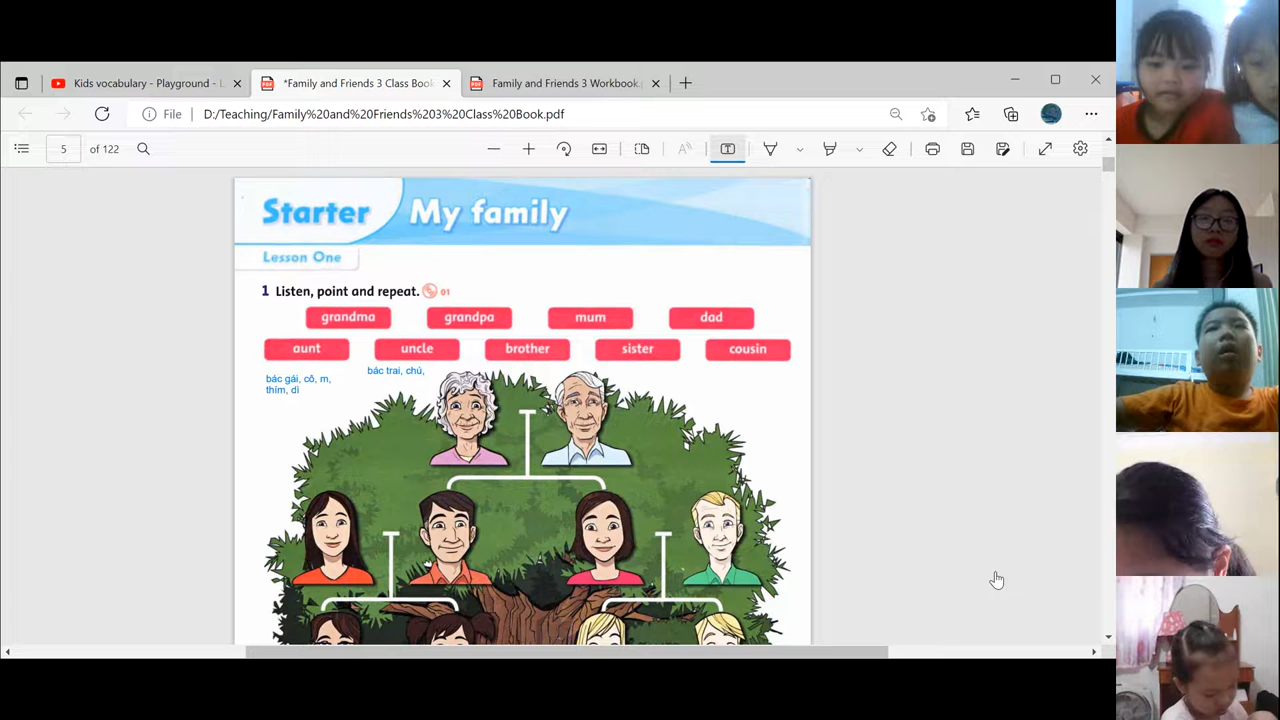 Kids vocabulary - Playground - L
*Family and Friends 3 Class Book
Family and Friends 3 Workbook.
File D:/Teaching/Family%20and%20Friends%203%20Class%20Book.pdf
5 of 122
Starter My family
Lesson One
1 Listen, point and repeat. 01
grandma grandpa mum dad
aunt uncle brother sister cousin
bác gái, cô, m,
thím, dì
bác trai, chú,